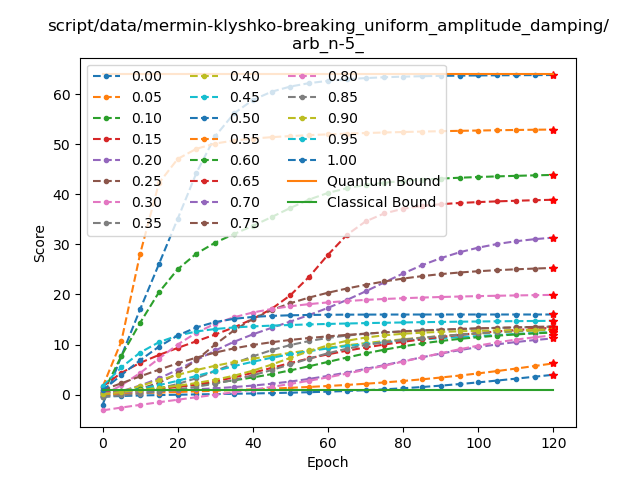 script/data/mermin-klyshko-breaking_uniform_amplitude_damping/
arb_n-5_
0.00 0.40 0.80
0.05 0.45 0.85
0.10 0.50 0.90
0.15 0.55 0.95
0.20 0.60 1.00
0.25 0.65 Quantum Bound
0.30 0.70 Classical Bound
0.35 0.75
60
50
40
30
20
10
0
Score
0 20 40 60 80 100 120
Epoch